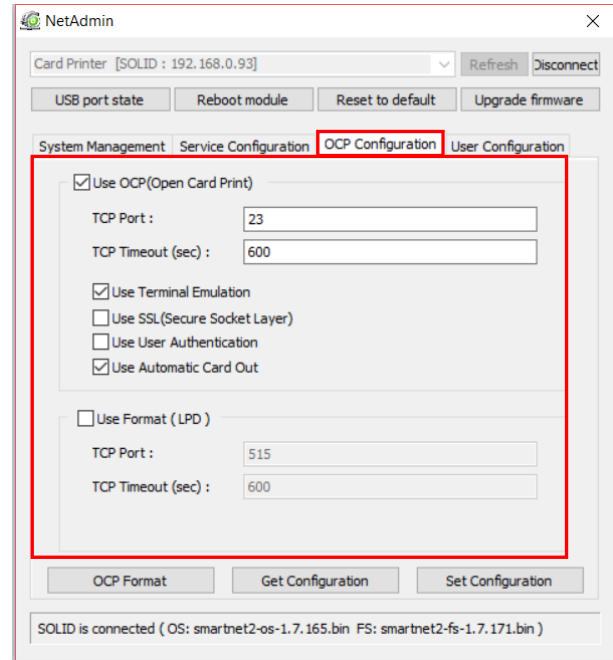 NetAdmin
Card Printer [SOLID : 192.168.0.93] Refresh Disconnect
USB port state Reboot module Reset to default Upgrade firmware
System Management Service Configuration OCP Configuration User Configuration
Use OCP(Open Card Print)
TCP Port : 23
TCP Timeout (sec) : 600
Use Terminal Emulation
Use SSL(Secure Socket Layer)
Use User Authentication
Use Automatic Card Out
Use Format ( LPD )
TCP Port : 515
TCP Timeout (sec) : 600
OCP Format Get Configuration Set Configuration
SOLID is connected ( OS: smartnet2-os-1.7.165.bin FS: smartnet2-fs-1.7.171.bin )